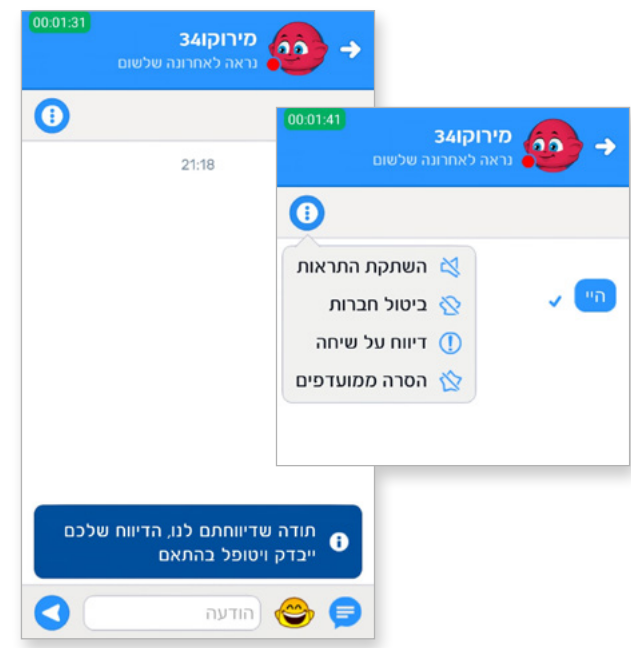 00:01:31
מירוקו34
נראה לאחרונה שלשום
21:18
תודה שדיווחתם לנו, הדיווח שלכם
ייבדק ויטופל בהתאם
הודעה
00:01:41
מירוקו34
נראה לאחרונה שלשום
היי
השתקת התראות
ביטול חברות
דיווח על שיחה
הסרה ממועדפים